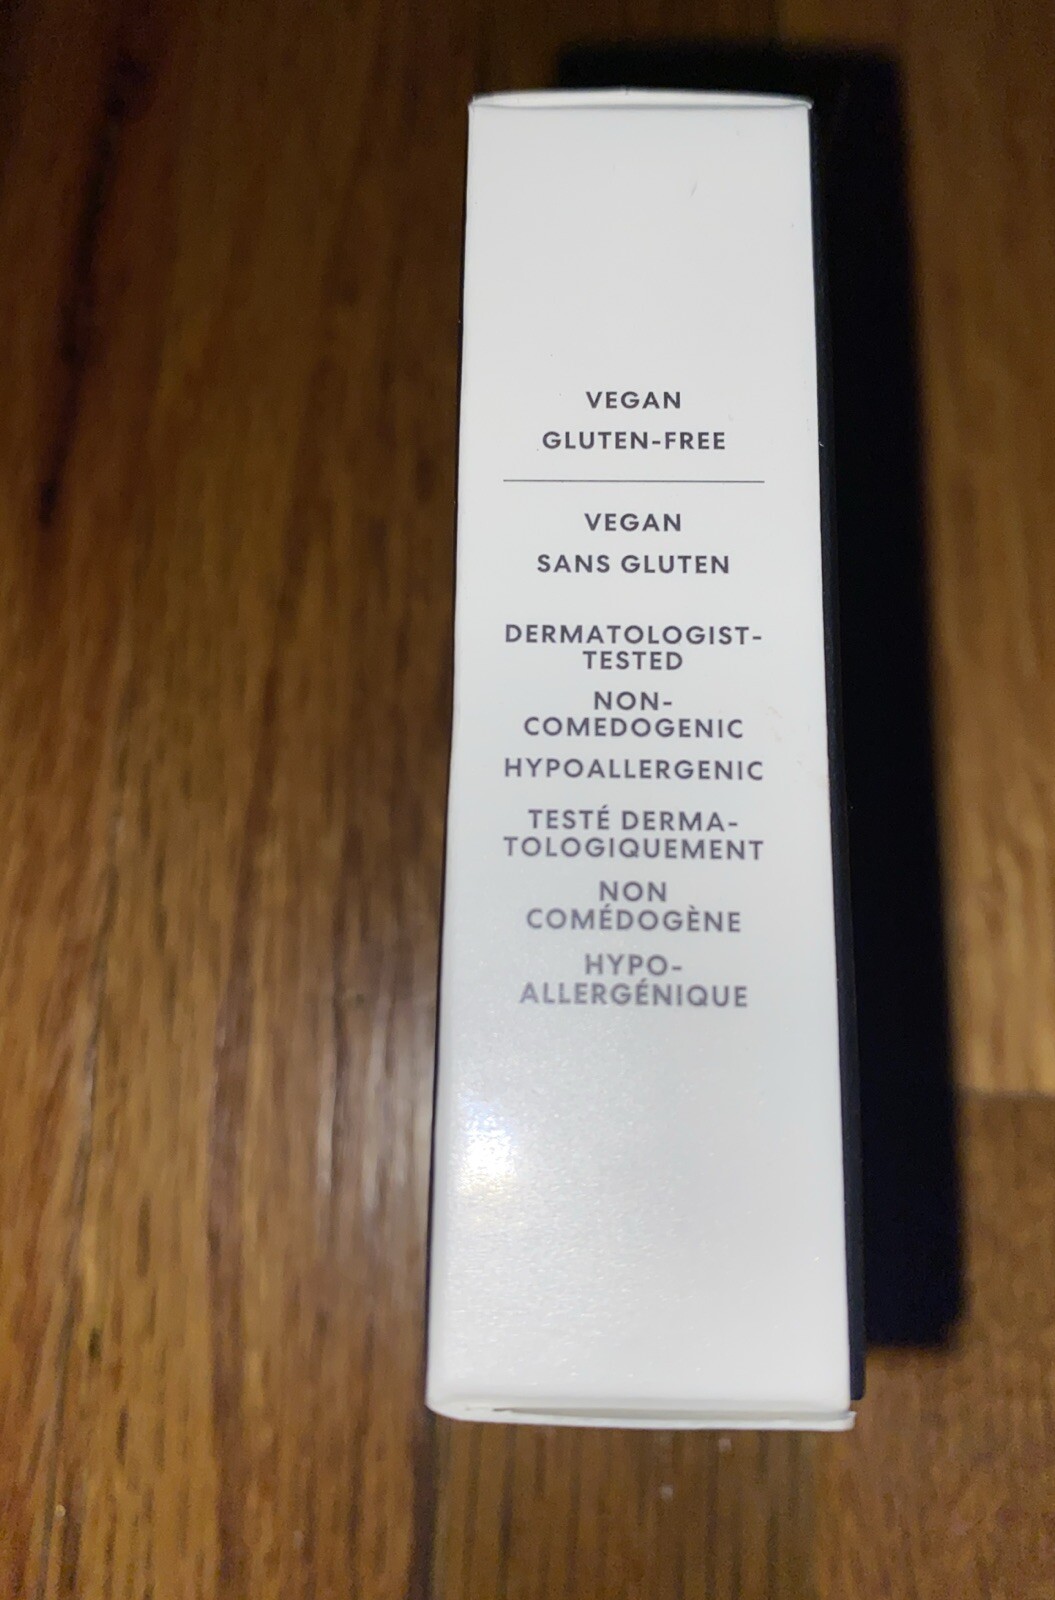 VEGAN
GLUTEN-FREE
VEGAN
SANS GLUTEN
DERMATOLOGIST-
TESTED
NON-
COMEDOGENIC
HYPOALLERGENIC
TESTÉ DERMA-
TOLOGIQUEMENT
NON
COMÉDOGÈNE
HYPO-
ALLERGÉNIQUE